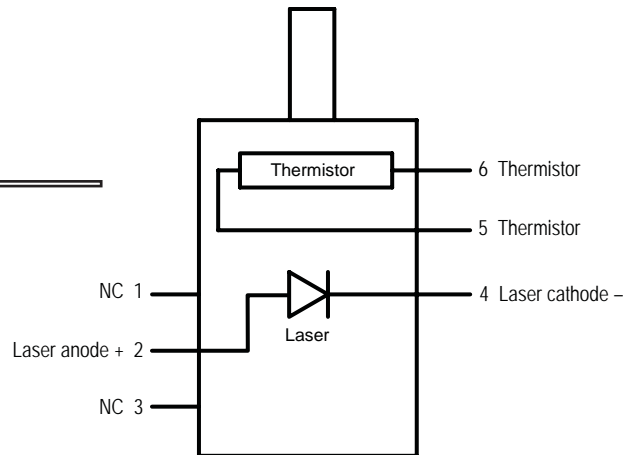 Thermistor
6 Thermistor
5 Thermistor
NC 1
4 Laser cathode –
Laser
Laser anode + 2
NC 3